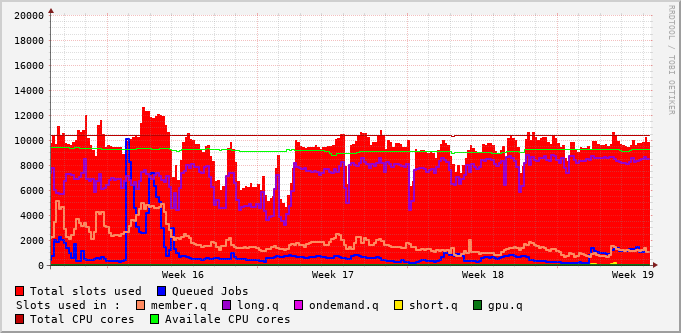 RRDTOOL / TOBI OETIKER
20000
18000
16000
14000
12000
10000
8000
6000
4000
2000
0
Week 16 Week 17 Week 18 Week 19
Total slots used Queued Jobs
Slots used in : member.q long.q ondemand.q short.q gpu.q
Total CPU cores Availale CPU cores